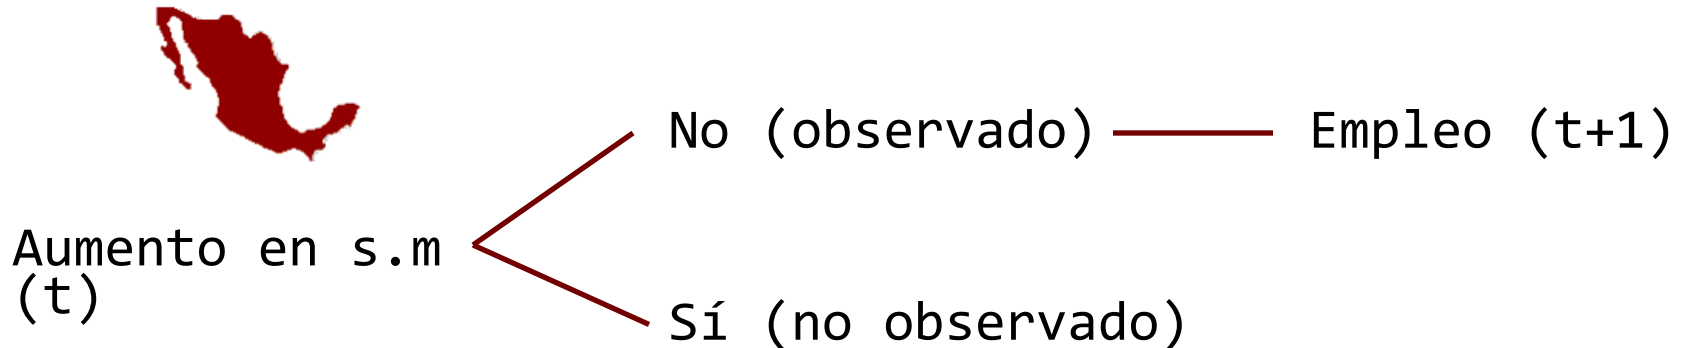 No (observado)
Empleo (t+1)
Aumento en s.m
(t)
Sí (no observado)